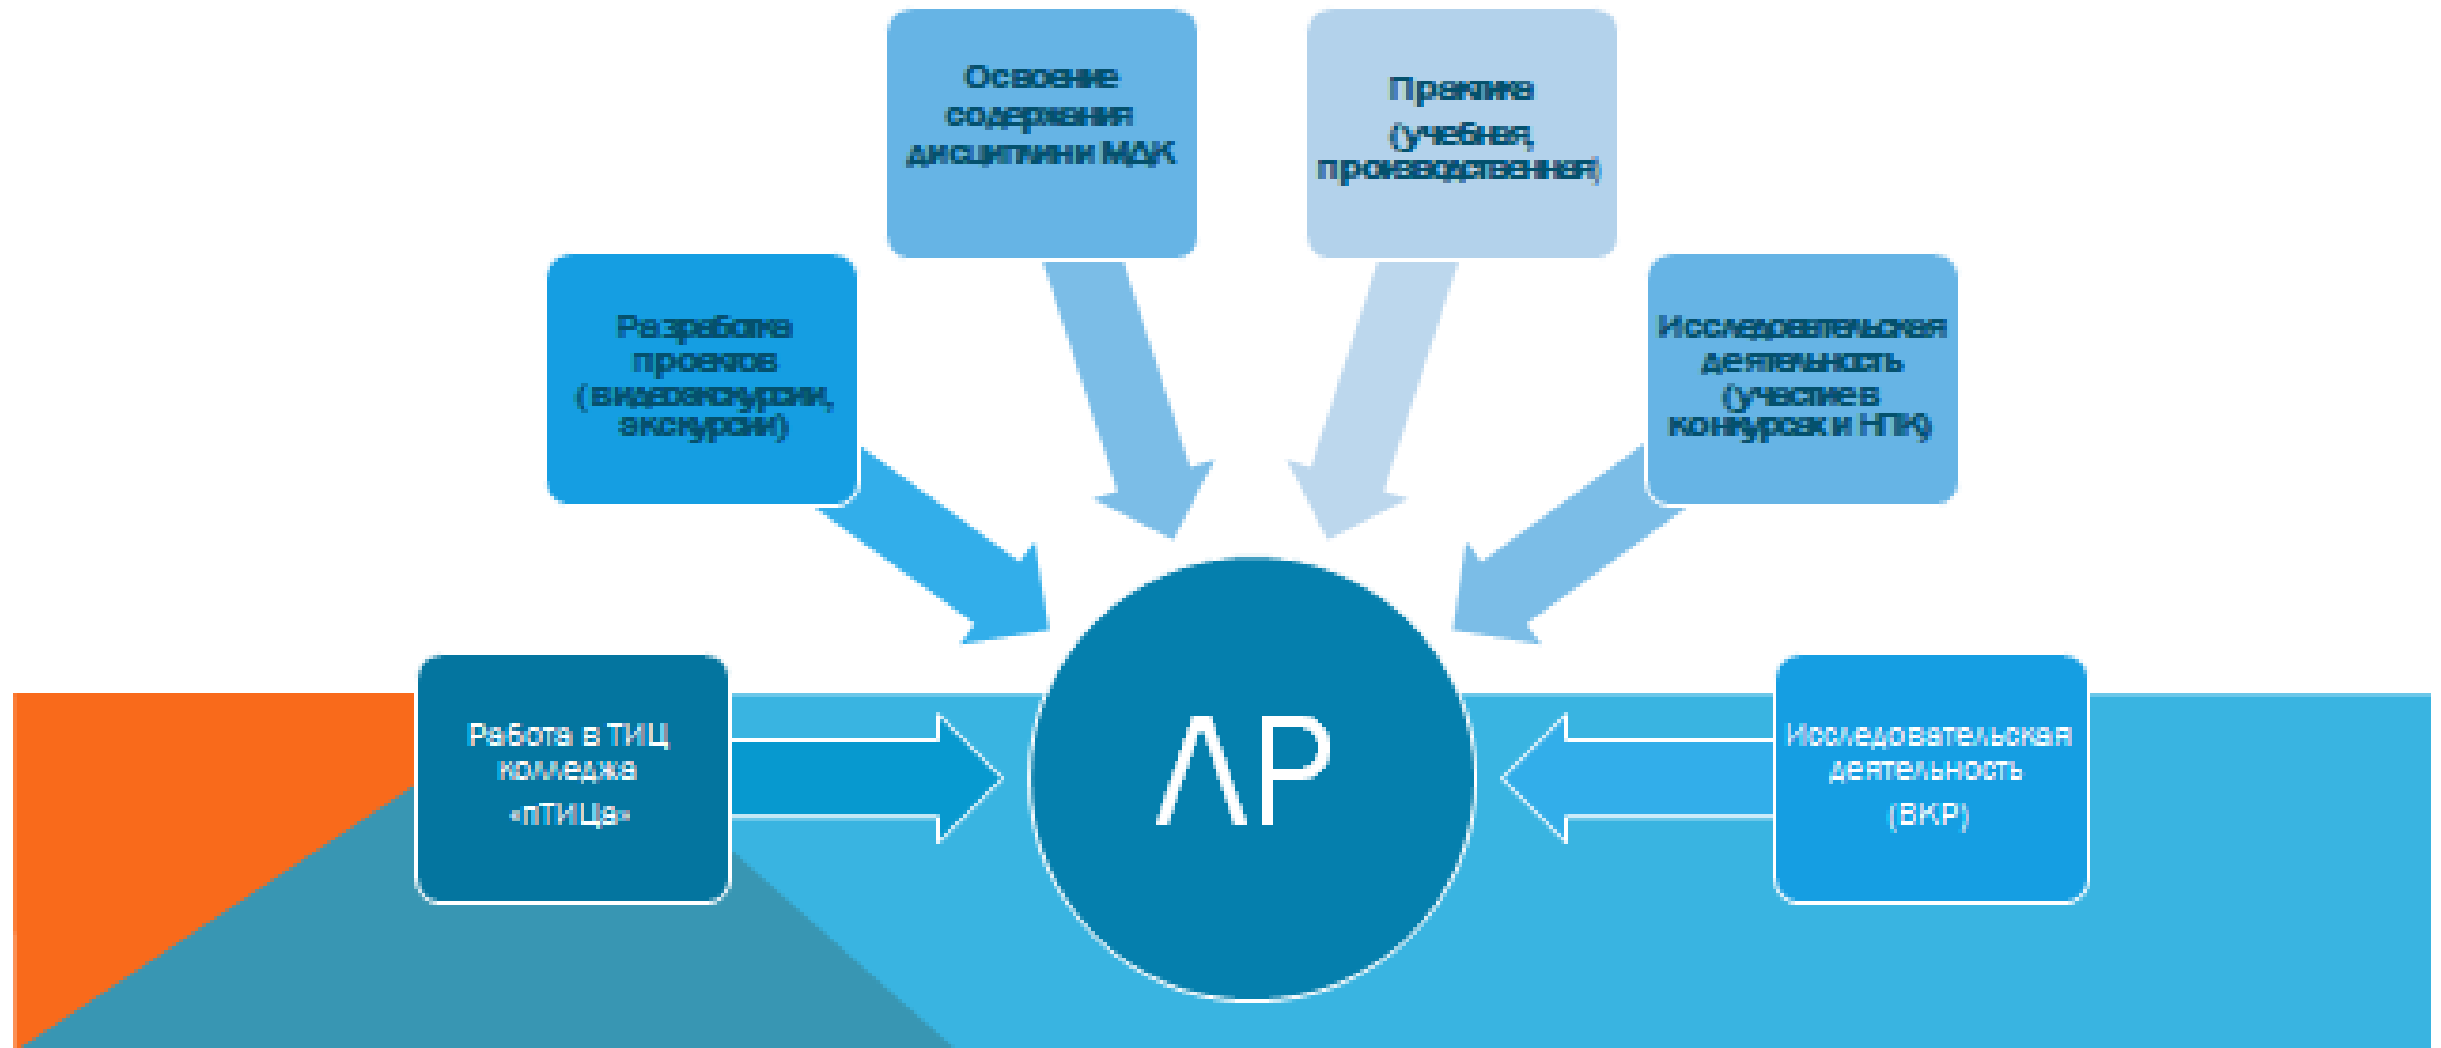 Освоение
содержания
дисциплин и МДК
Практика
(учебная,
производственная)
Разработка
проектов
(видеоэкскурсии,
экскурсии)
Исследовательская
деятельность
(участие в
конкурсах и НПК)
Работа в ТИЦ
колледжа
«пТИЦа»
ЛР
Исследовательская
деятельность
(ВКР)